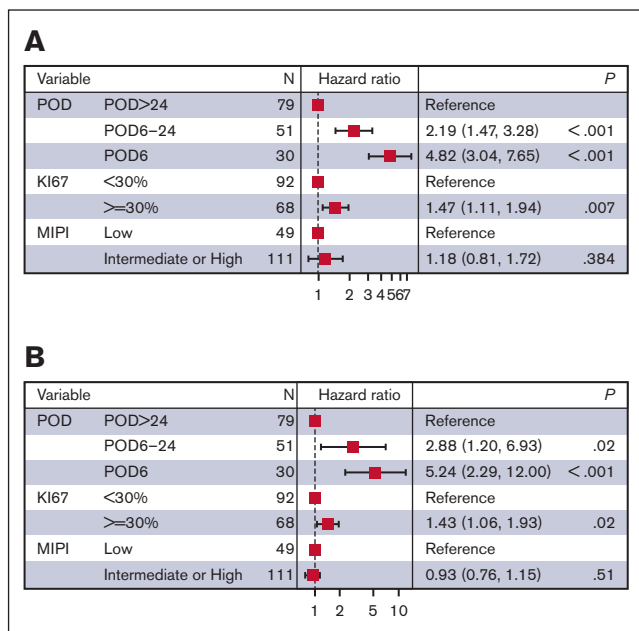 A
Variable N Hazard ratio P
POD POD>24 79 Reference
POD6–24 51 2.19 (1.47, 3.28) < .001
POD6 30 4.82 (3.04, 7.65) < .001
KI67 <30% 92 Reference
>=30% 68 1.47 (1.11, 1.94) .007
MIPI Low 49 Reference
Intermediate or High 111 1.18 (0.81, 1.72) .384
1 2 3 4 5 6 7
B
Variable N Hazard ratio P
POD POD>24 79 Reference
POD6–24 51 2.88 (1.20, 6.93) .02
POD6 30 5.24 (2.29, 12.00) < .001
KI67 <30% 92 Reference
>=30% 68 1.43 (1.06, 1.93) .02
MIPI Low 49 Reference
Intermediate or High 111 0.93 (0.76, 1.15) .51
1 2 5 10